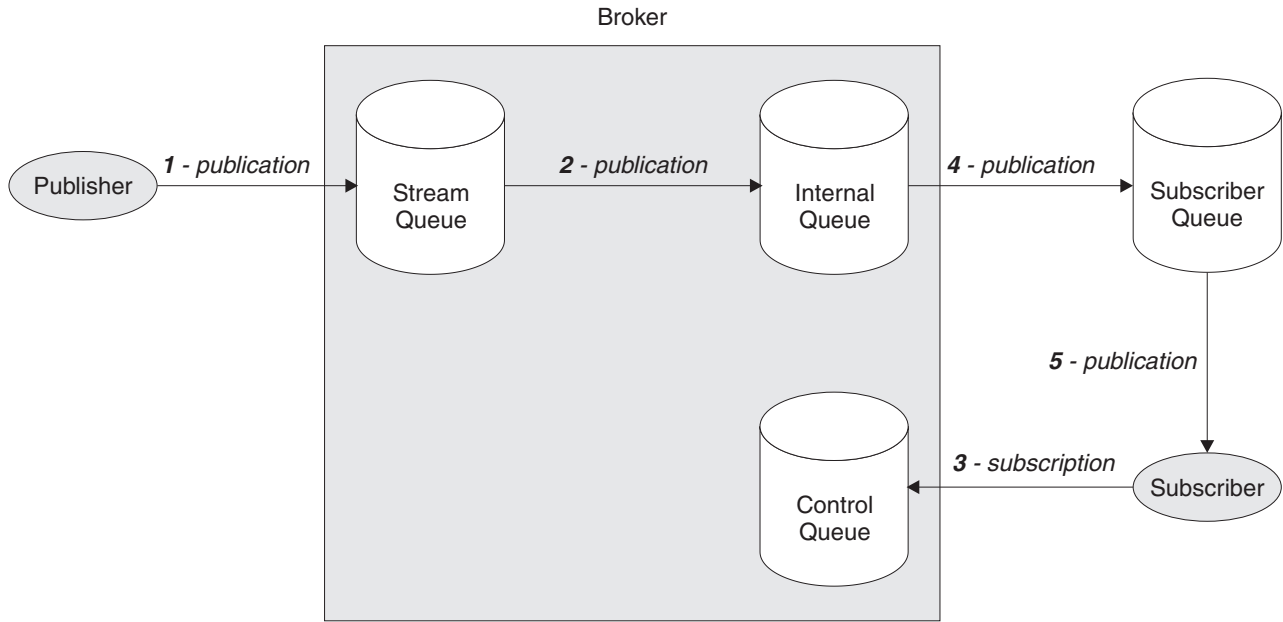 Broker
Publisher
1 - publication
Stream
Queue
2 - publication
Internal
Queue
4 - publication
Subscriber
Queue
5 - publication
Control
Queue
3 - subscription
Subscriber